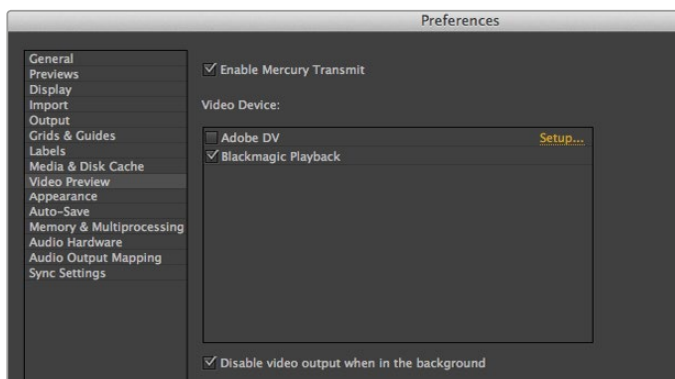 Preferences
General
Previews
Display
Import
Output
Grids & Guides
Labels
Media & Disk Cache
Video Preview
Appearance
Auto-Save
Memory & Multiprocessing
Audio Hardware
Audio Output Mapping
Sync Settings
Enable Mercury Transmit
Video Device:
Adobe DV Setup...
Blackmagic Playback
Disable video output when in the background